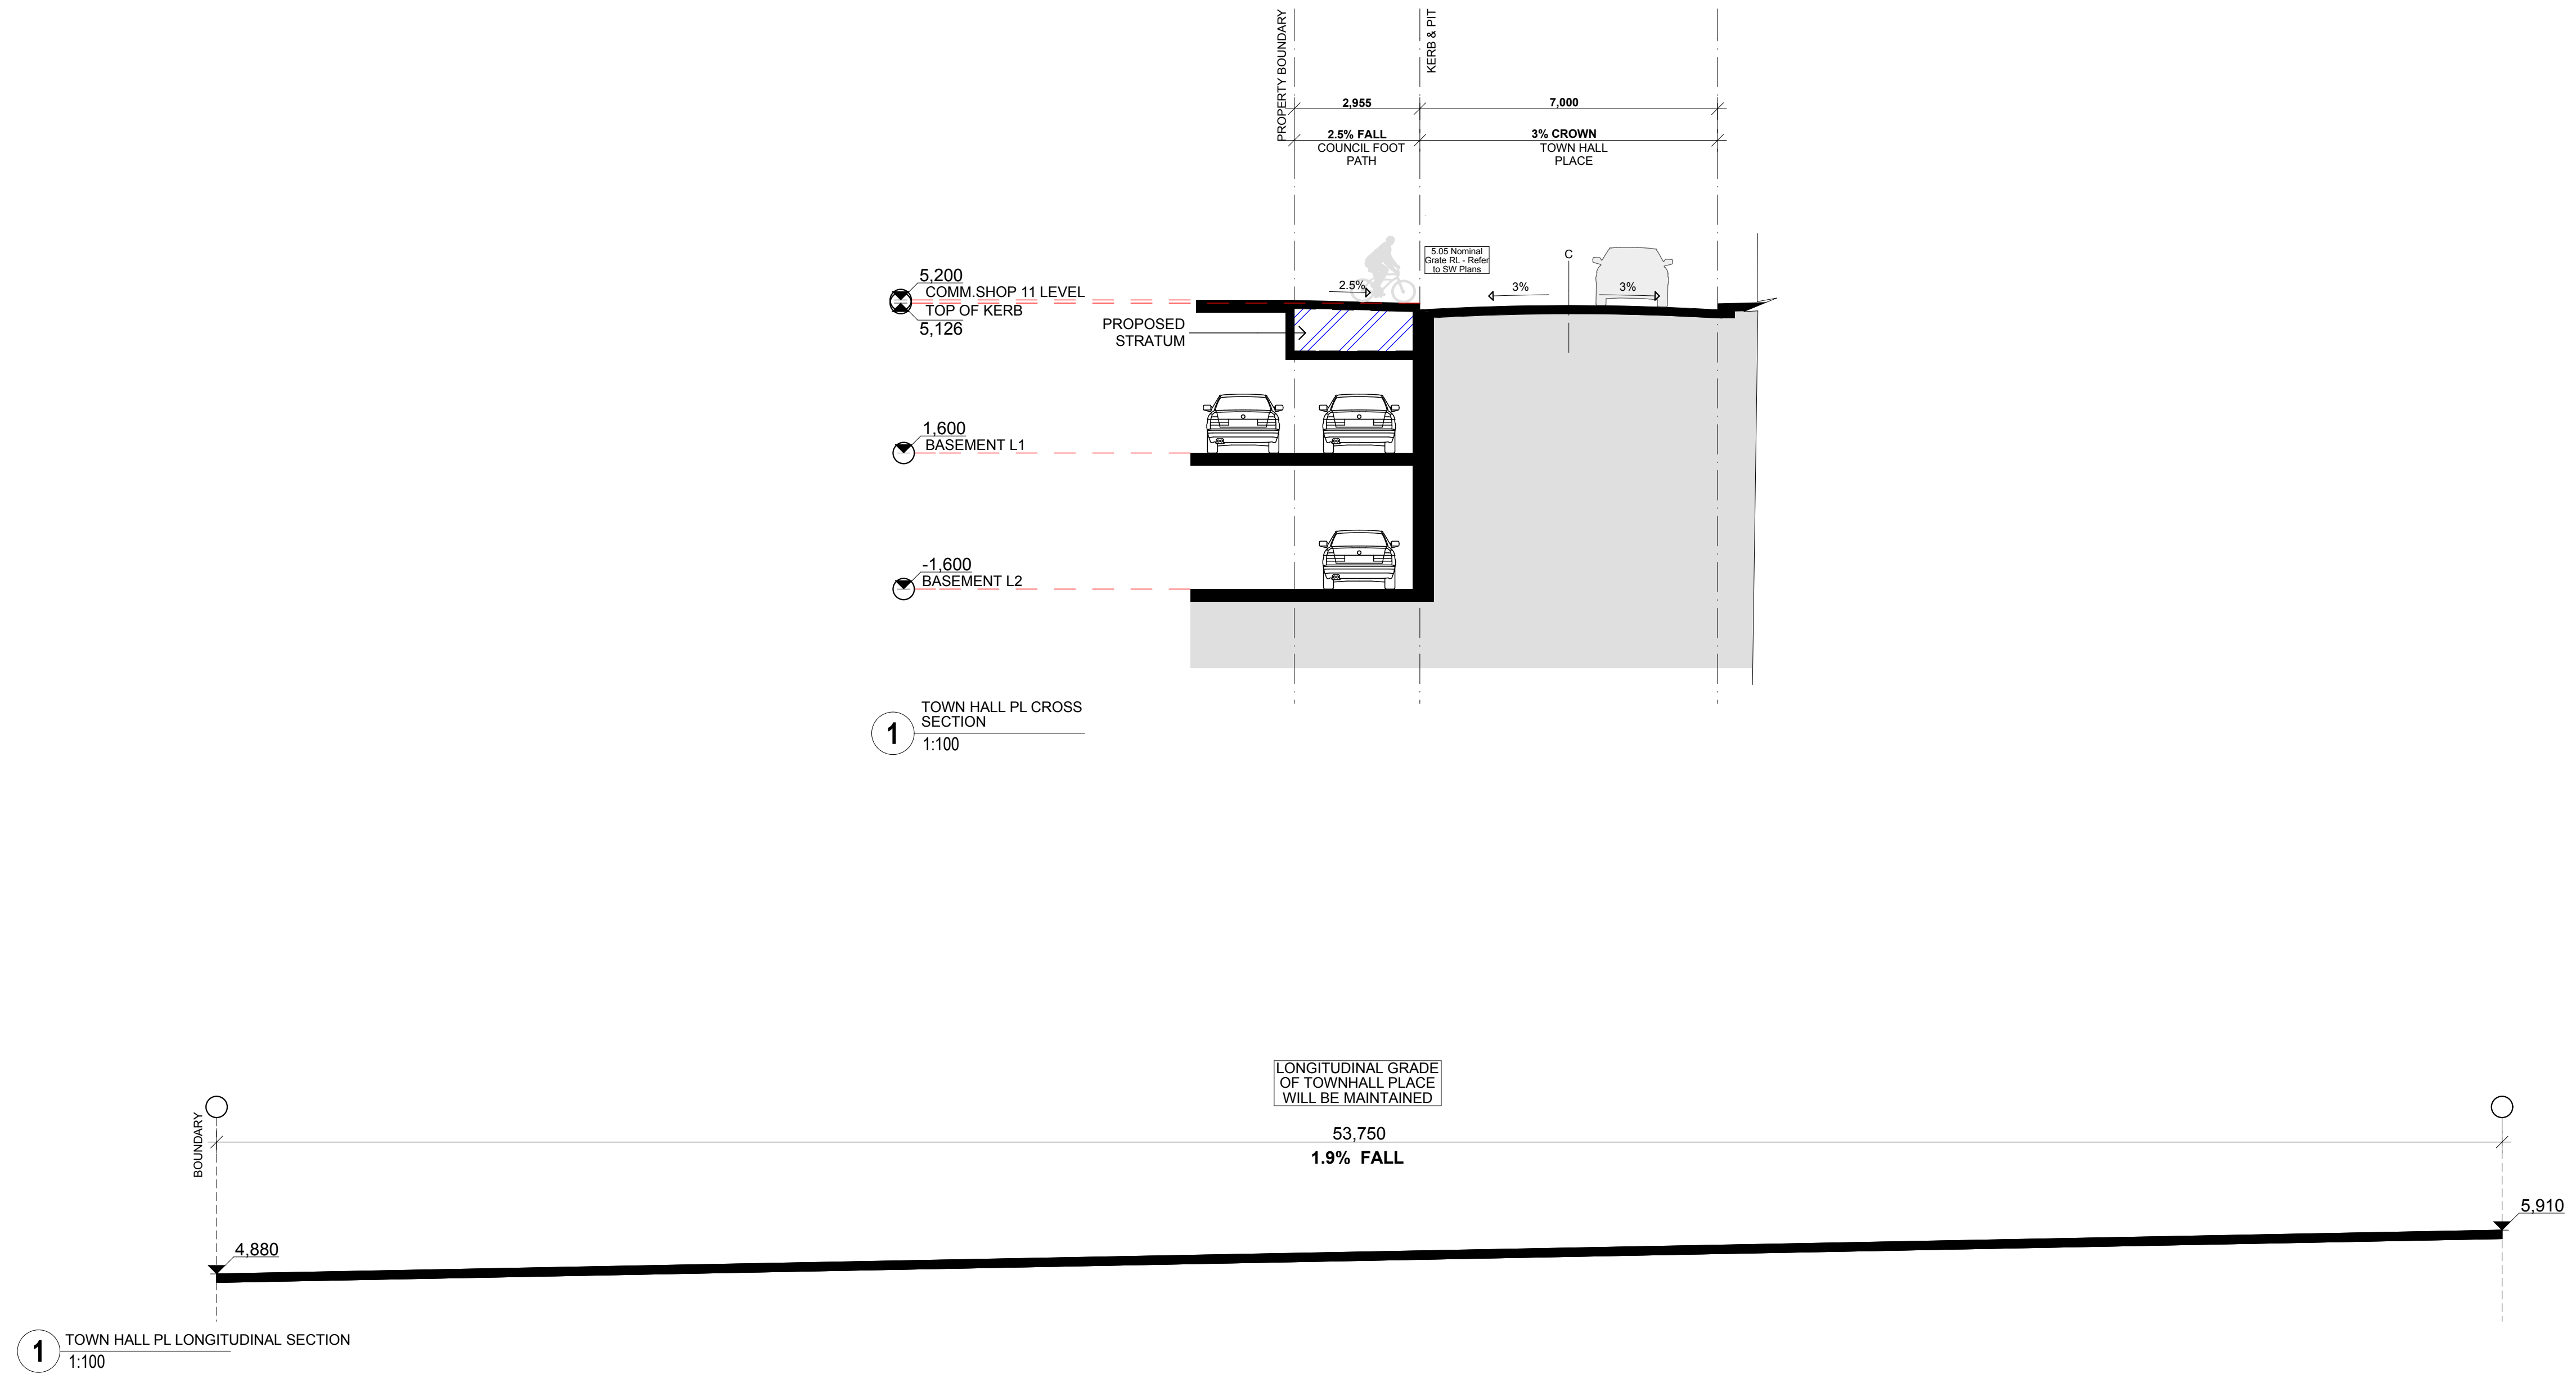 PROPERTY BOUNDARY
KERB & PIT
2,955
7,000
2.5% FALL
3% CROWN
COUNCIL FOOT
PATH
TOWN HALL
PLACE
5.05 Nominal
Grate RL - Refer
to SW Plans
C
2.5%
3%
3%
5,200
COMM.SHOP 11 LEVEL
TOP OF KERB
5,126
PROPOSED
STRATUM
1,600
BASEMENT L1
-1,600
BASEMENT L2
1
TOWN HALL PL CROSS
SECTION
1:100
LONGITUDINAL GRADE
OF TOWNHALL PLACE
WILL BE MAINTAINED
BOUNDARY
53,750
1.9% FALL
4,880
5,910
1
TOWN HALL PL LONGITUDINAL SECTION
1:100